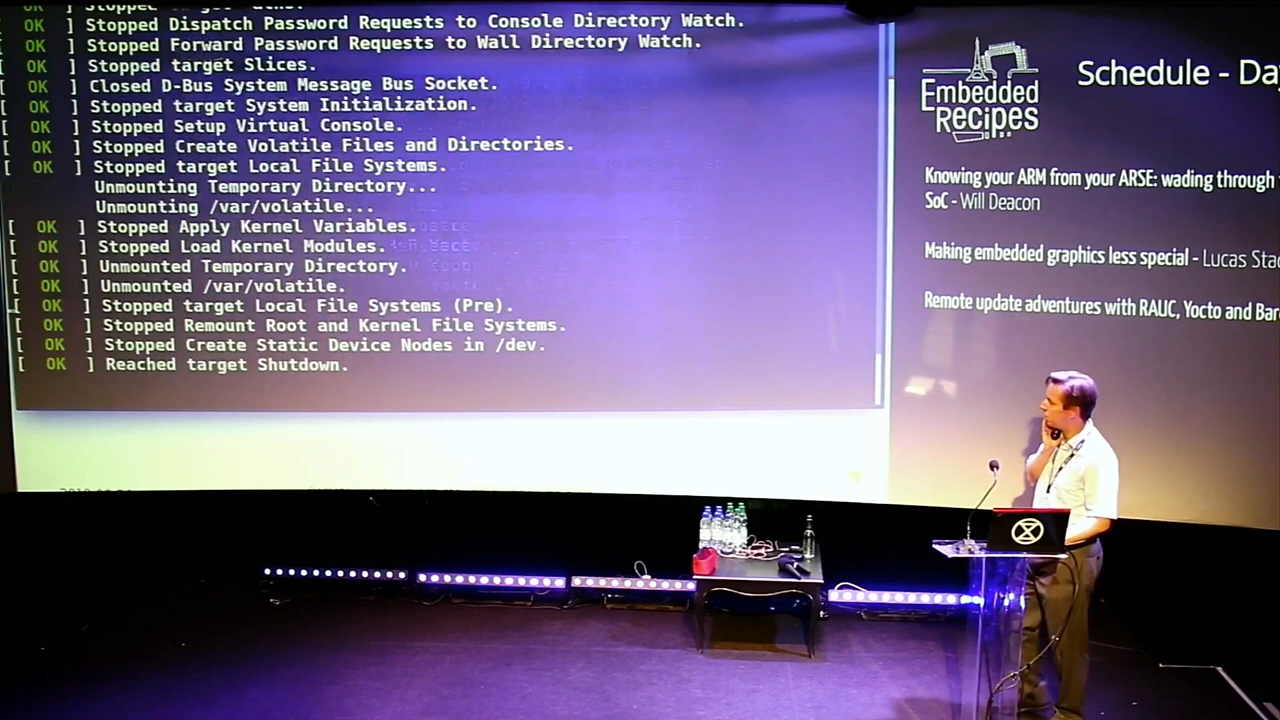 OK ] Stopped
[ OK ] Stopped Dispatch Password Requests to Console Directory Watch.
[ OK ] Stopped Forward Password Requests to Wall Directory Watch.
[ OK ] Stopped target Slices.
[ OK ] Closed D-Bus System Message Bus Socket.
[ OK ] Stopped target System Initialization.
[ OK ] Stopped Setup Virtual Console.
[ OK ] Stopped Create Volatile Files and Directories.
[ OK ] Stopped target Local File Systems.
Unmounting Temporary Directory...
Unmounting /var/volatile...
[ OK ] Stopped Apply Kernel Variables.
[ OK ] Stopped Load Kernel Modules.
[ OK ] Unmounted Temporary Directory.
[ OK ] Unmounted /var/volatile.
[ OK ] Stopped target Local File Systems (Pre).
[ OK ] Stopped Remount Root and Kernel File Systems.
[ OK ] Stopped Create Static Device Nodes in /dev.
[ OK ] Reached target Shutdown.
Embedded
Recipes
Schedule - Da
Knowing your ARM from your ARSE: wading through
SoC - Will Deacon
Making embedded graphics less special - Lucas Sta
Remote update adventures with RAUC, Yocto and Bar